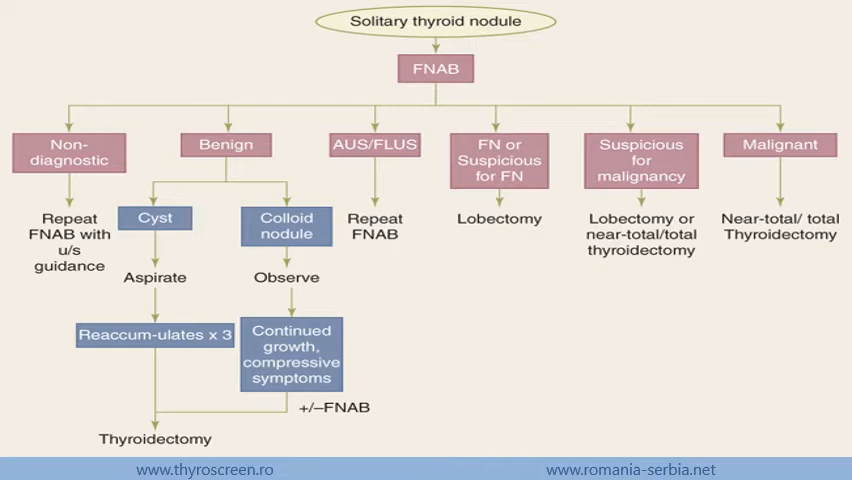 Solitary thyroid nodule
FNAB
Non-
diagnostic
Benign
AUS/FLUS
FN or
Suspicious
for FN
Suspicious
for
malignancy
Malignant
Repeat
FNAB with
u/s
guidance
Cyst
Colloid
nodule
Repeat
FNAB
Lobectomy
Lobectomy or
near-total/total
thyroidectomy
Near-total/ total
Thyroidectomy
Aspirate
Observe
Reaccum-ulates x 3
Continued
growth,
compressive
symptoms
+/–FNAB
Thyroidectomy
www.thyroscreen.ro
www.romania-serbia.net